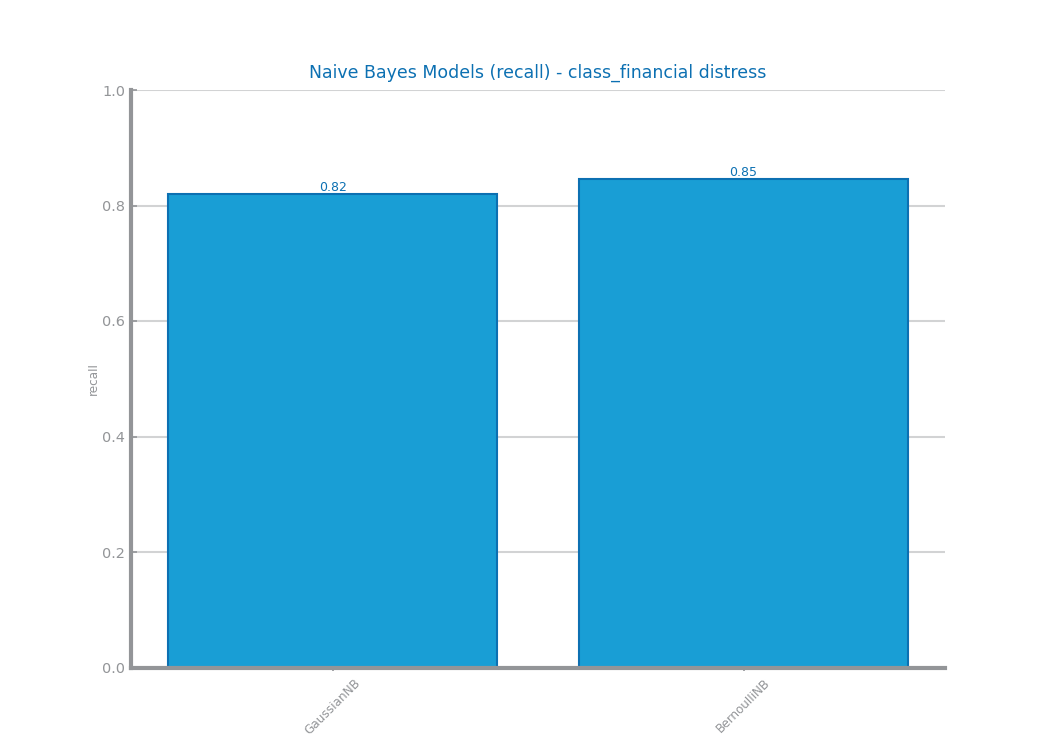 Naive Bayes Models (recall) - class_financial distress
1.0
0.8
0.6
0.4
0.2
0.0
recall
0.82
0.85
GaussianNB
BernoulliNB